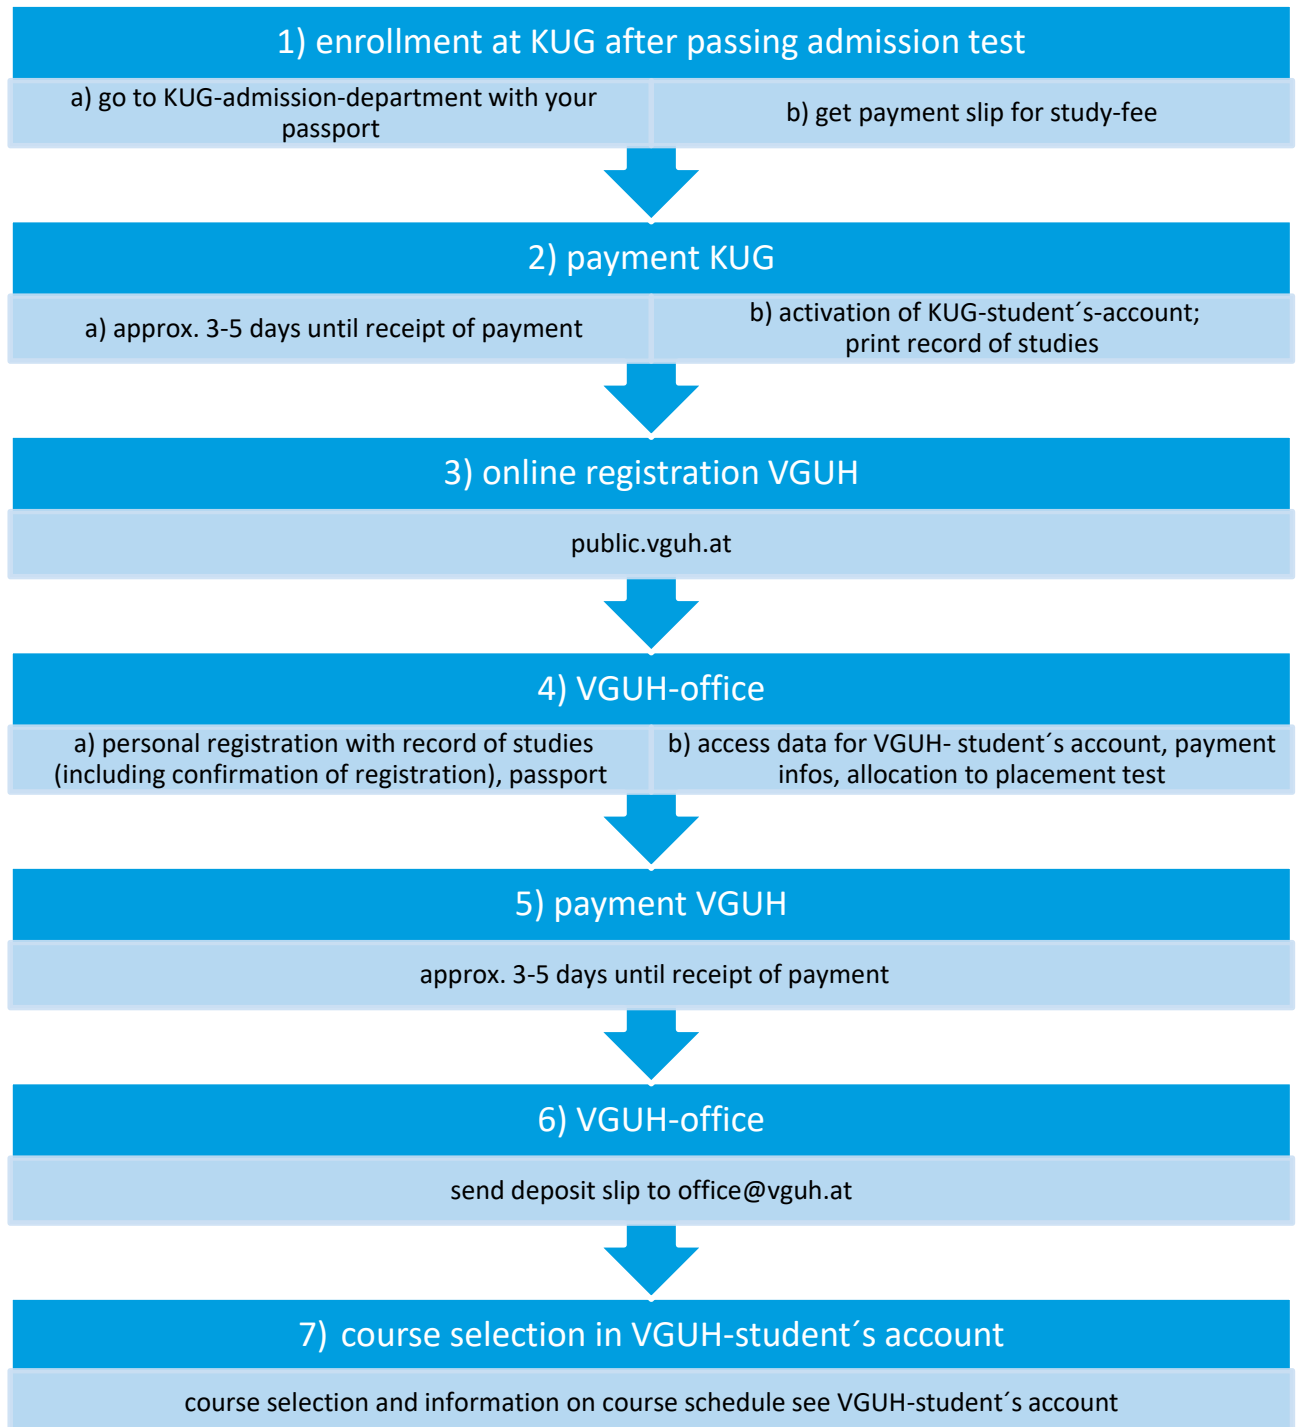 1) enrollment at KUG after passing admission test
a) go to KUG-admission-department with your
passport
b) get payment slip for study-fee
2) payment KUG
a) approx. 3-5 days until receipt of payment
b) activation of KUG-student´s-account;
print record of studies
3) online registration VGUH
public.vguh.at
4) VGUH-office
a) personal registration with record of studies
(including confirmation of registration), passport
b) access data for VGUH- student´s account, payment
infos, allocation to placement test
5) payment VGUH
approx. 3-5 days until receipt of payment
6) VGUH-office
send deposit slip to office@vguh.at
7) course selection in VGUH-student´s account
course selection and information on course schedule see VGUH-student´s account